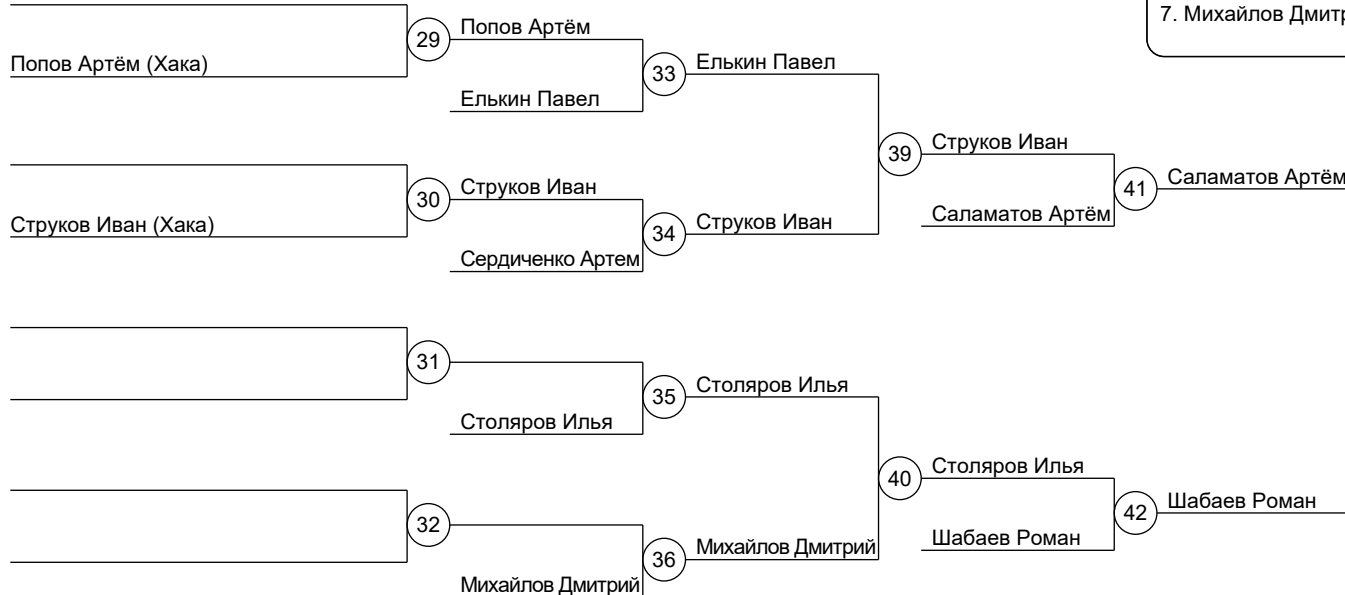 7. Михайлов Дмитр
29
Попов Артём
Попов Артём (Хака)
33
Елькин Павел
Елькин Павел
39
Струков Иван
41
Саламатов Артём
30
Струков Иван
Струков Иван (Хака)
34
Струков Иван
Саламатов Артём
Сердиченко Артем
31
35
Столяров Илья
Столяров Илья
40
Столяров Илья
42
Шабаев Роман
32
Шабаев Роман
36
Михайлов Дмитрий
Михайлов Дмитрий